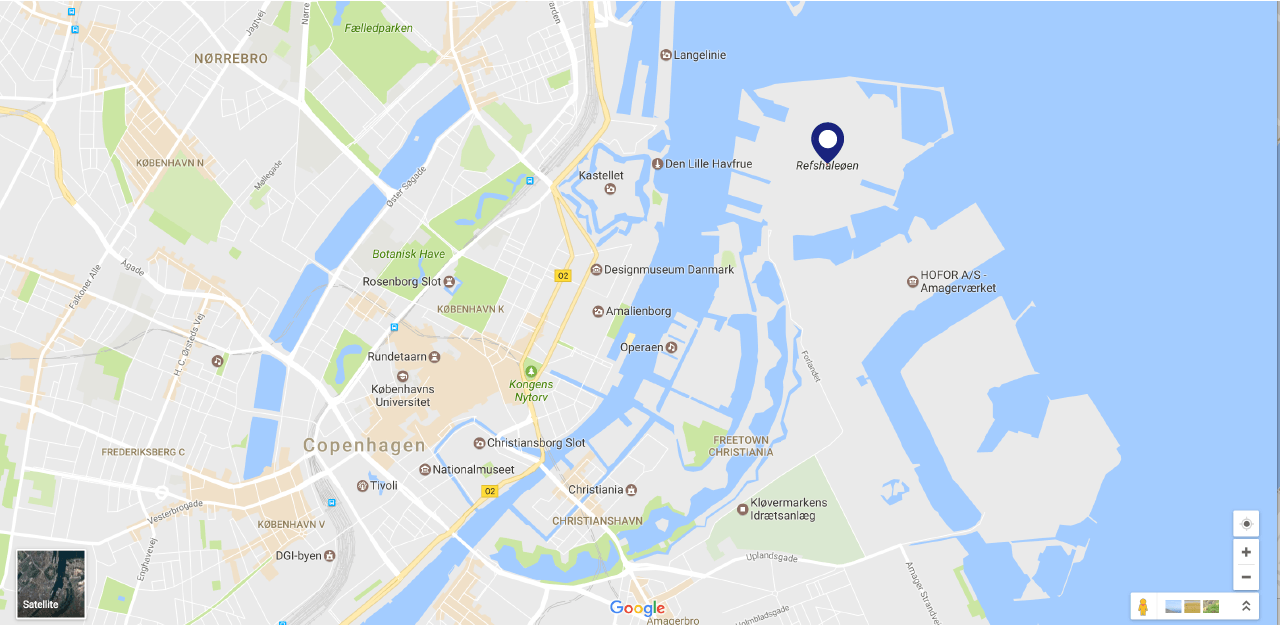 Fælledparken
Jagtvej
Nørre
NØRREBRO
Langelinie
KØBENHAVN N
Møllegade
Øster Søgade
Kastellet
Den Lille Havfrue
Refshaleøen
Ågade
Falkoner Alle
Botanisk Have
Rosenborg Slot
02
Designmuseum Danmark
HOFOR A/S -
Amagerværket
KØBENHAVN K
Amalienborg
H. C. Ørsteds Vej
Rundetaarn
Operaen
Forlandet
Københavns
Universitet
Kongens
Nytorv
Copenhagen
Christiansborg Slot
FREETOWN
CHRISTIANIA
FREDERIKSBERG C
Nationalmuseet
Tivoli
02
Christiania
Kløvermarkens
Idrætsanlæg
Vesterbrogade
KØBENHAVN V
CHRISTIANSHAVN
Enghavevej
DGI-byen
Uplandsgade
Amager Strandvej
Satellite
Google
Holmbladsgade
Amagerbro